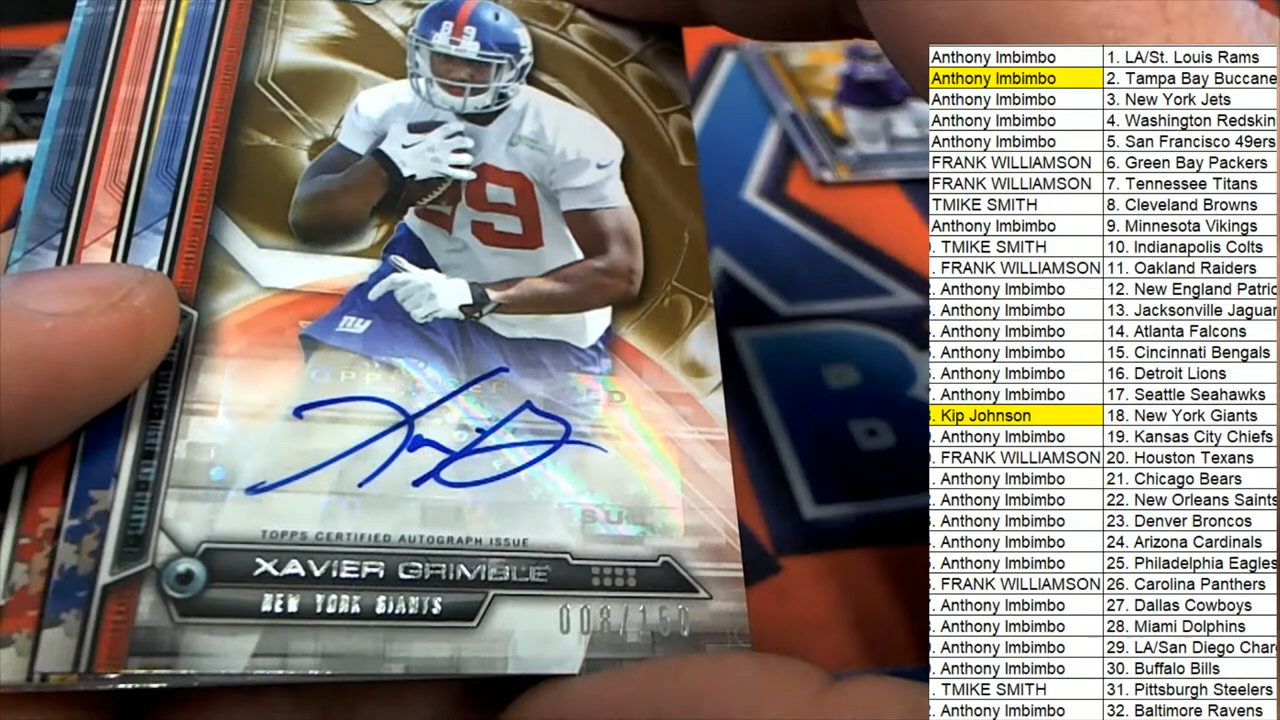 89
ny
TOPPS CERTIFIED AUTOGRAPH ISSUE
XAVIER GRIMBLE
NEW YORK GIANTS
008/150
B
Anthony Imbimbo 1. LA/St. Louis Rams
Anthony Imbimbo 2. Tampa Bay Buccane
Anthony Imbimbo 3. New York Jets
Anthony Imbimbo 4. Washington Redskin
Anthony Imbimbo 5. San Francisco 49ers
FRANK WILLIAMSON 6. Green Bay Packers
FRANK WILLIAMSON 7. Tennessee Titans
TMIKE SMITH 8. Cleveland Browns
Anthony Imbimbo 9. Minnesota Vikings
. TMIKE SMITH 10. Indianapolis Colts
. FRANK WILLIAMSON 11. Oakland Raiders
. Anthony Imbimbo 12. New England Patric
. Anthony Imbimbo 13. Jacksonville Jaguar
. Anthony Imbimbo 14. Atlanta Falcons
. Anthony Imbimbo 15. Cincinnati Bengals
. Anthony Imbimbo 16. Detroit Lions
. Anthony Imbimbo 17. Seattle Seahawks
. Kip Johnson 18. New York Giants
. Anthony Imbimbo 19. Kansas City Chiefs
. FRANK WILLIAMSON 20. Houston Texans
. Anthony Imbimbo 21. Chicago Bears
. Anthony Imbimbo 22. New Orleans Saints
. Anthony Imbimbo 23. Denver Broncos
. Anthony Imbimbo 24. Arizona Cardinals
. Anthony Imbimbo 25. Philadelphia Eagles
. FRANK WILLIAMSON 26. Carolina Panthers
. Anthony Imbimbo 27. Dallas Cowboys
. Anthony Imbimbo 28. Miami Dolphins
. Anthony Imbimbo 29. LA/San Diego Char
. Anthony Imbimbo 30. Buffalo Bills
. TMIKE SMITH 31. Pittsburgh Steelers
. Anthony Imbimbo 32. Baltimore Ravens